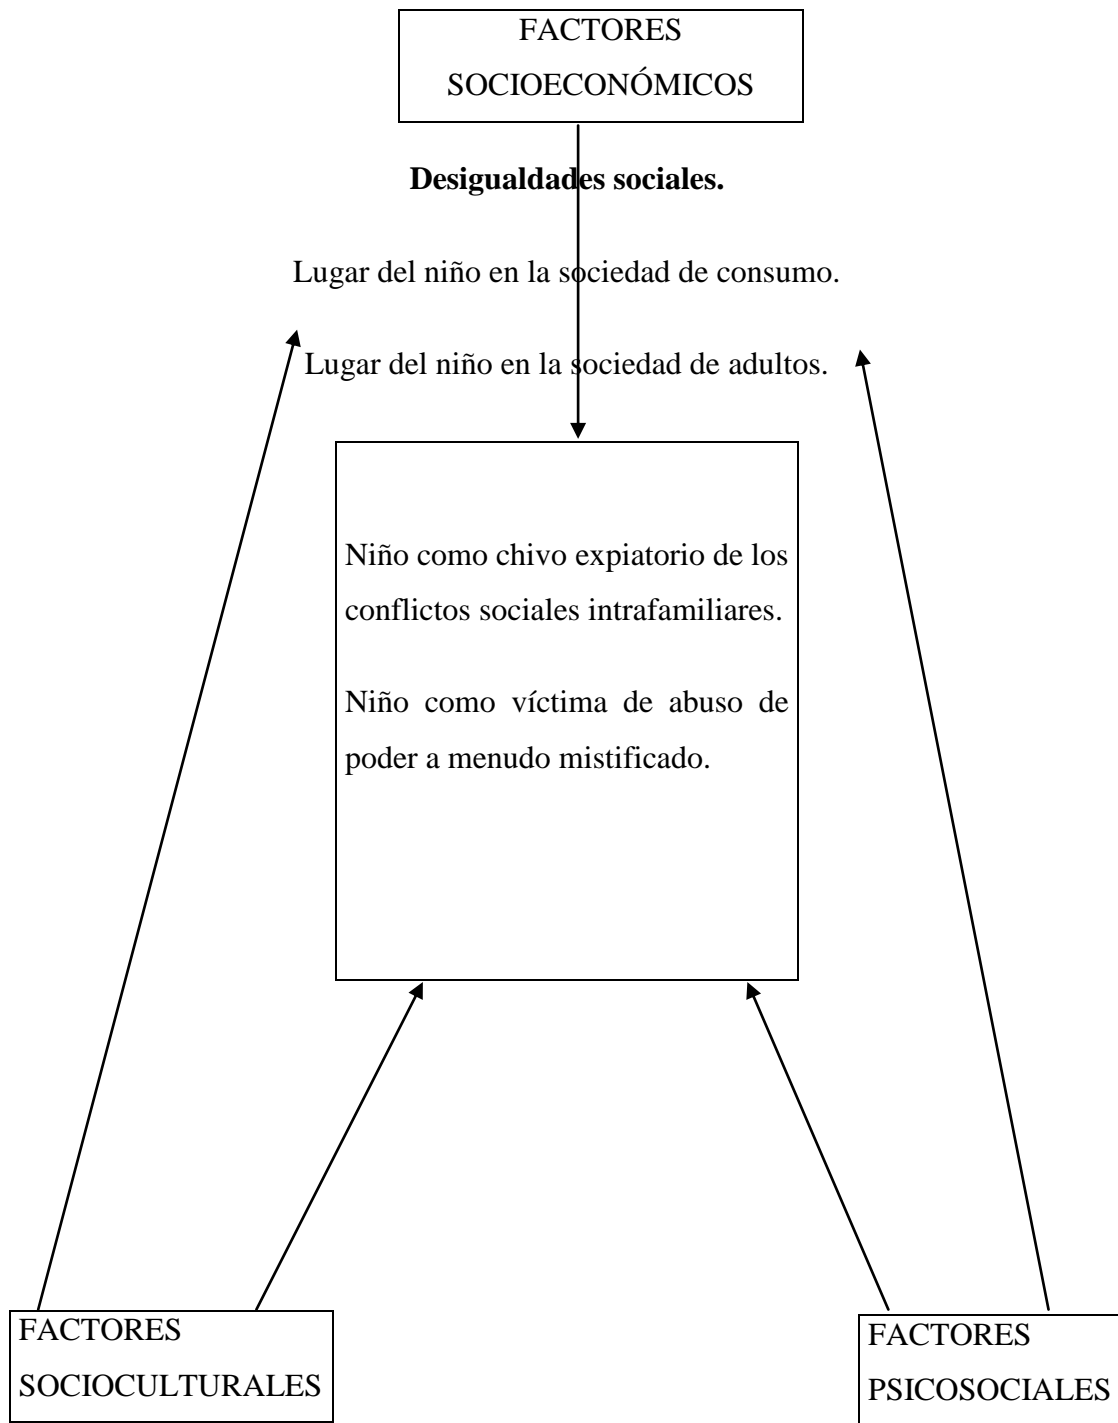 FACTORES
SOCIOECONÓMICOS
Desigualdades sociales.
Lugar del niño en la sociedad de consumo.
Lugar del niño en la sociedad de adultos.
Niño como chivo expiatorio de los
conflictos sociales intrafamiliares.
Niño como víctima de abuso de
poder a menudo mistificado.
FACTORES
SOCIOCULTURALES
FACTORES
PSICOSOCIALES